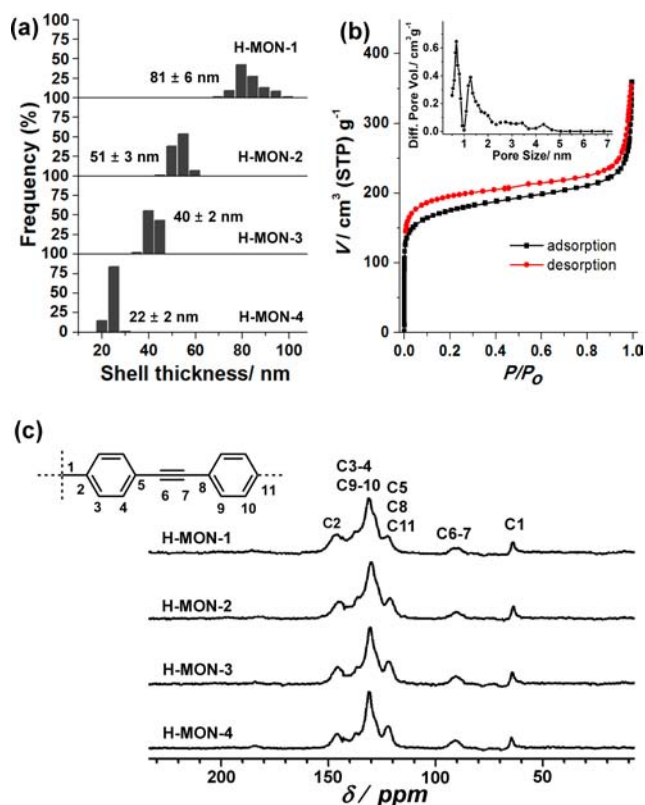 (a)
100
75
50
25
100
75
50
25
100
75
50
25
100
75
50
25
0
Frequency (%)
H-MON-1
81 ± 6 nm
H-MON-2
51 ± 3 nm
H-MON-3
40 ± 2 nm
H-MON-4
22 ± 2 nm
20 40 60 80 100
Shell thickness/ nm
(b)
400
300
200
100
0
V / cm³ (STP) g⁻¹
Diff. Pore Vol./ cm³g⁻¹
0.6
0.4
0.2
0.0
0 1 2 3 4 5 6 7
Pore Size/ nm
adsorption
desorption
0.0 0.2 0.4 0.6 0.8 1.0
P/Po
(c)
1
2
3
4
5
6
7
8
9
10
11
C3-4
C9-10
C5
C8
C11
C2
C6-7
C1
H-MON-1
H-MON-2
H-MON-3
H-MON-4
200 150 100 50
δ / ppm